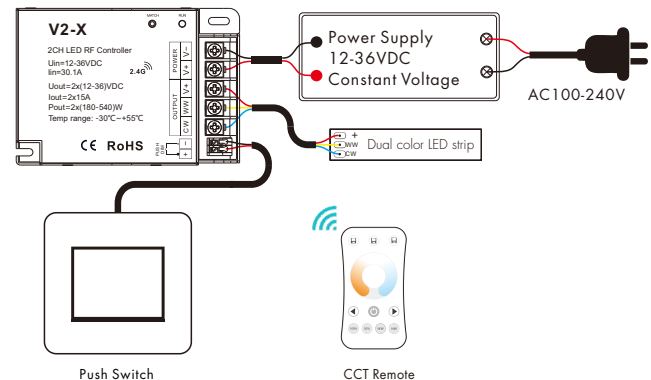 V2-X
MATCH
RUN
2CH LED RF Controller
Uin=12-36VDC
Iin=30.1A
2.4G
Uout=2x(12-36)VDC
Iout=2x15A
Pout=2x(180-540)W
Temp range: -30℃~+55℃
CE RoHS
POWER
V-
V+
OUTPUT
V+
WW
CW
PUSH
DIM
-
+
Power Supply
12-36VDC
Constant Voltage
AC100-240V
+
WW
CW
Dual color LED strip
Push Switch
CCT Remote